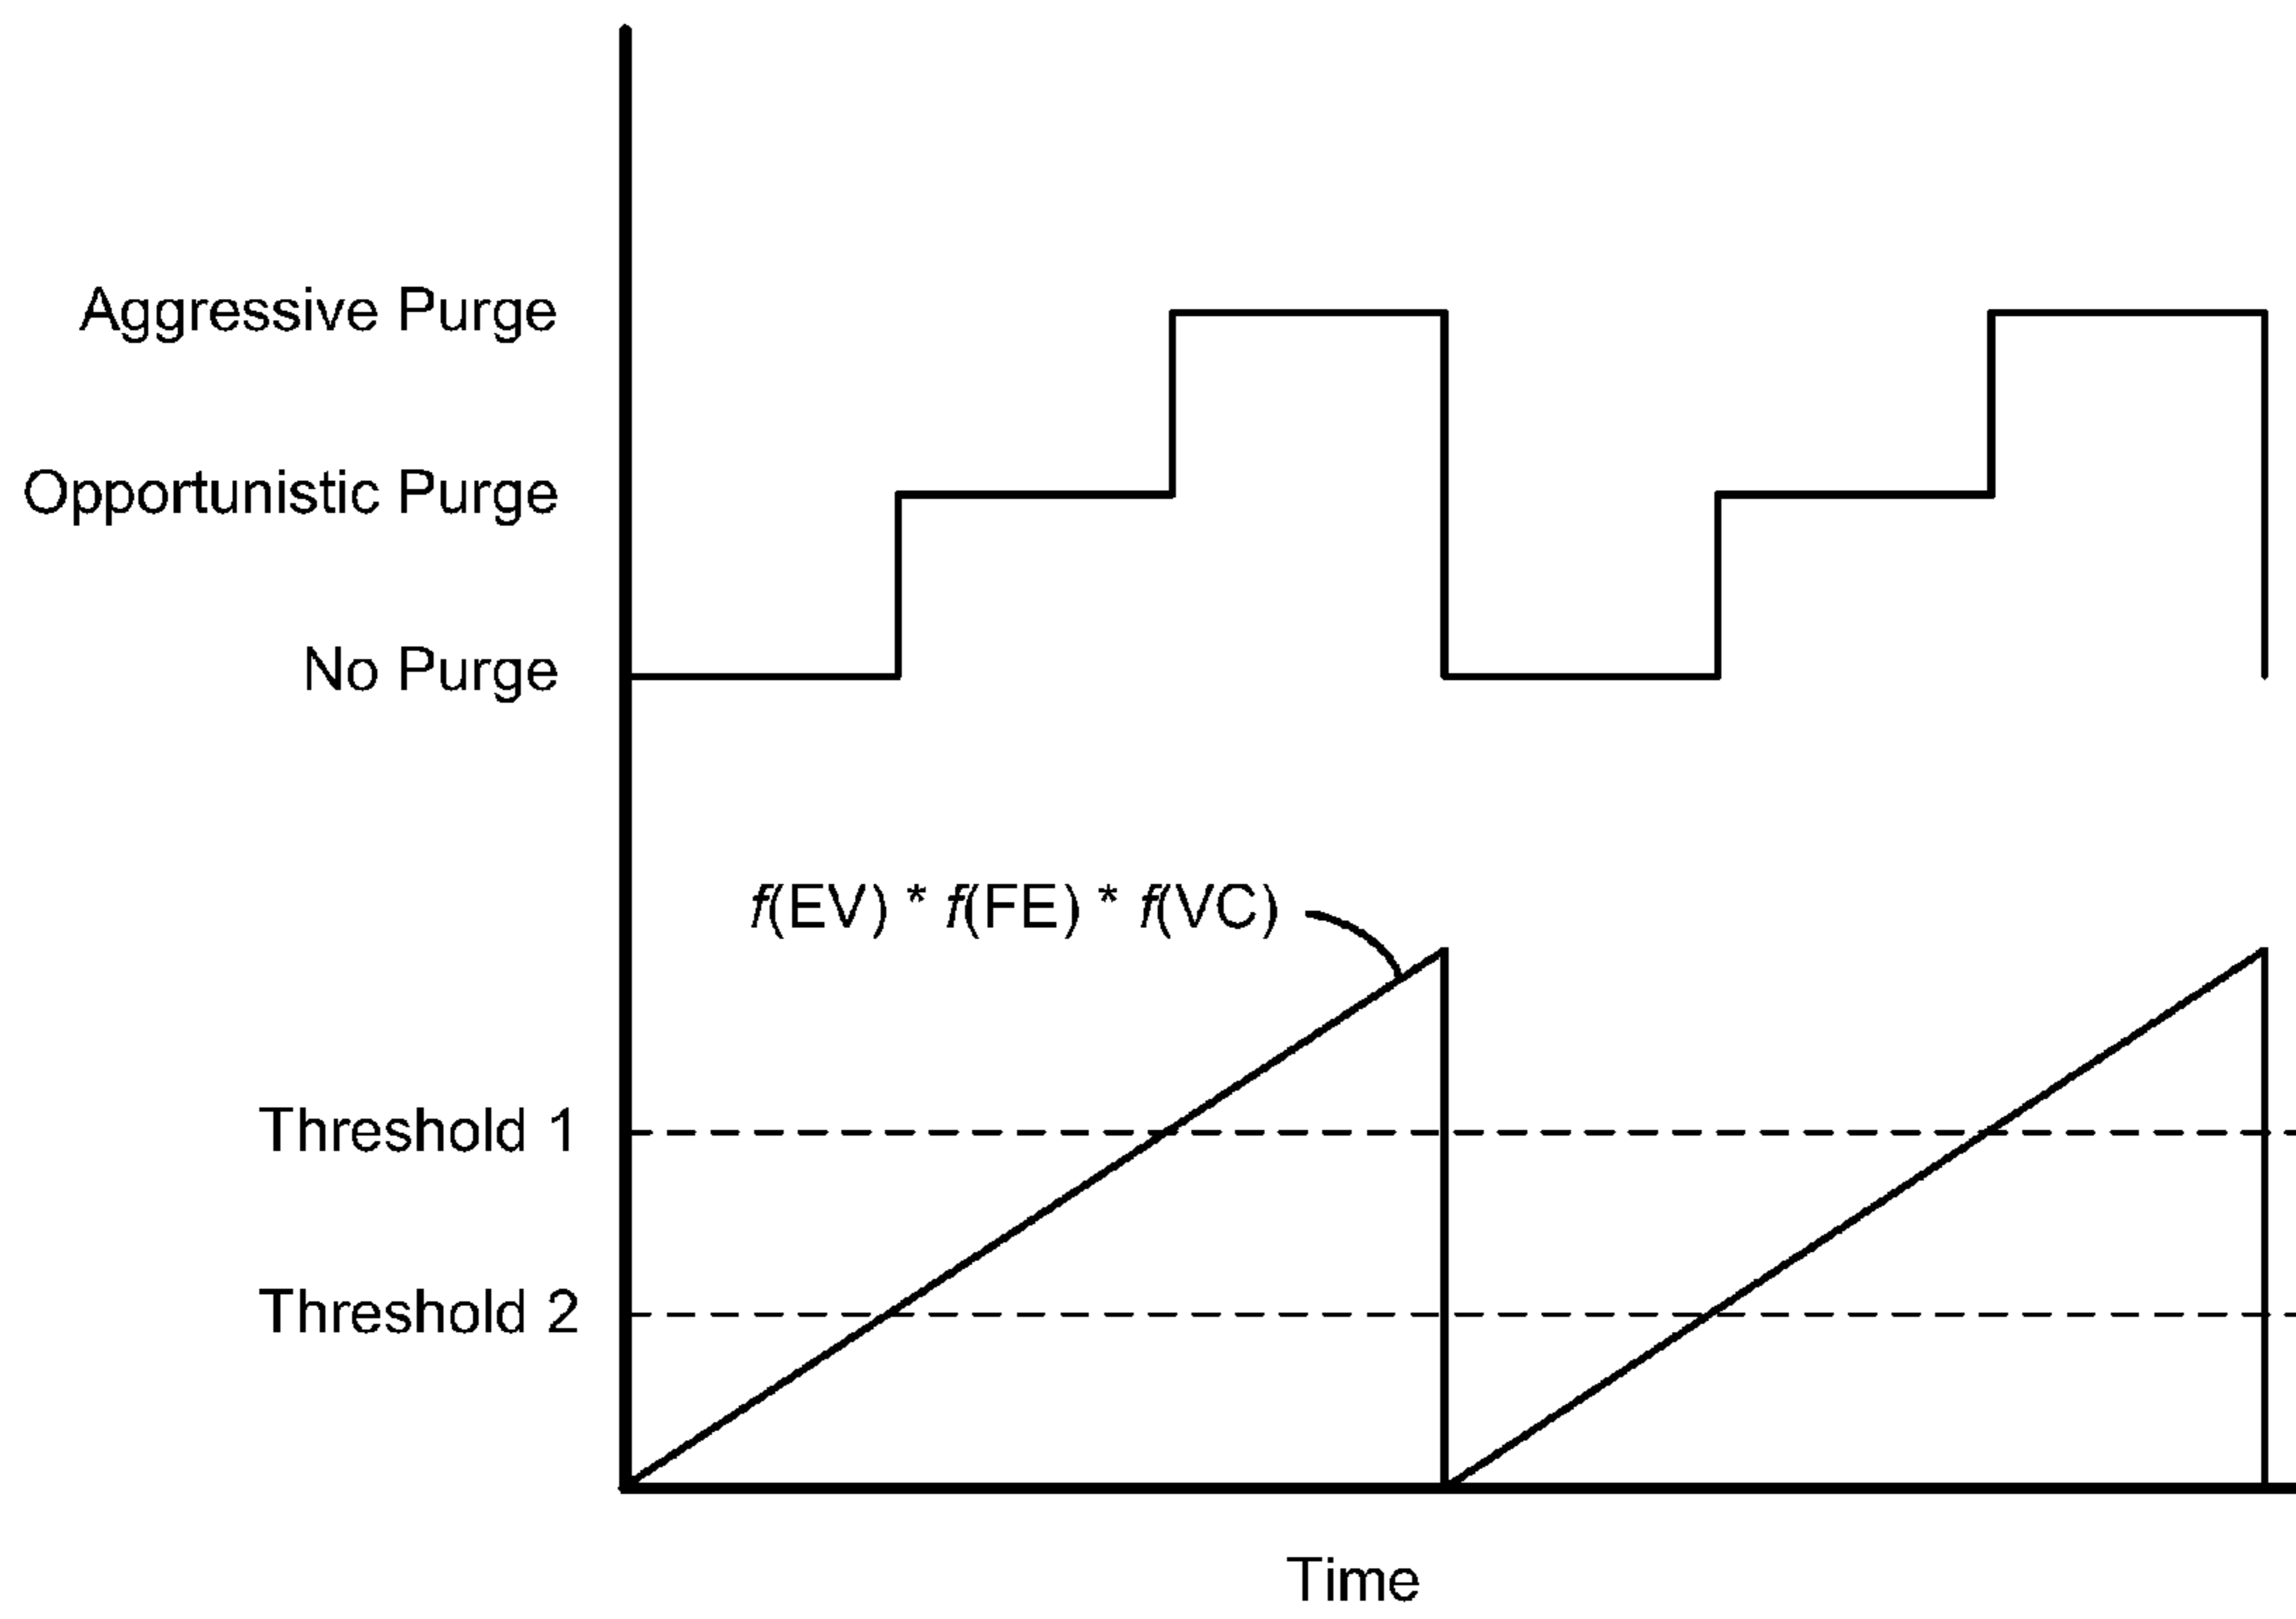 Aggressive Purge
Opportunistic Purge
No Purge
f(EV) * f(FE) * f(VC)
Threshold 1
Threshold 2
Time